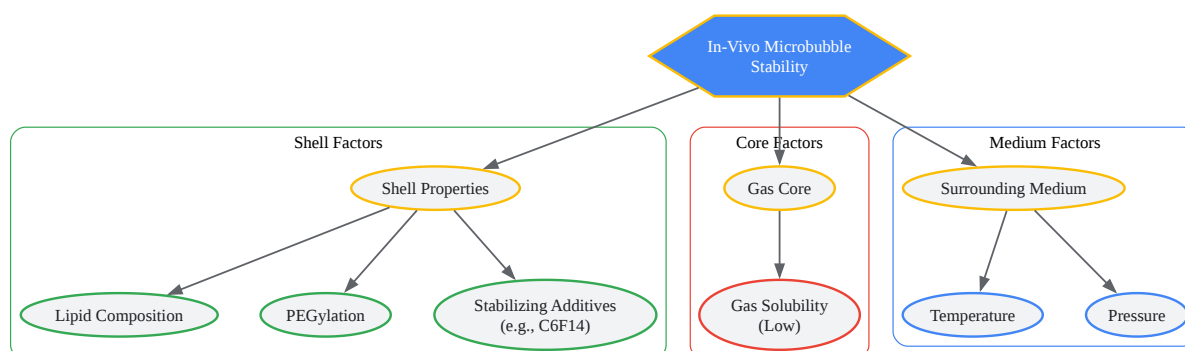 In-Vivo Microbubble
Stability
Shell Factors
Core Factors
Medium Factors
Shell Properties
Gas Core
Surrounding Medium
Lipid Composition
PEGylation
Stabilizing Additives
(e.g., C6F14)
Gas Solubility
(Low)
Temperature
Pressure